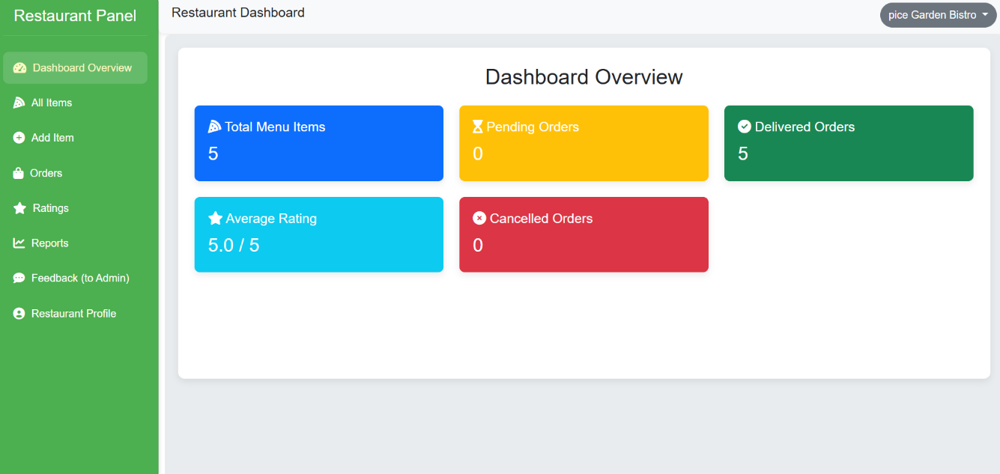 Restaurant Panel
Dashboard Overview
All Items
Add Item
Orders
Ratings
Reports
Feedback (to Admin)
Restaurant Profile
Restaurant Dashboard
pice Garden Bistro
Dashboard Overview
Total Menu Items
5
Pending Orders
0
Delivered Orders
5
Average Rating
5.0 / 5
Cancelled Orders
0